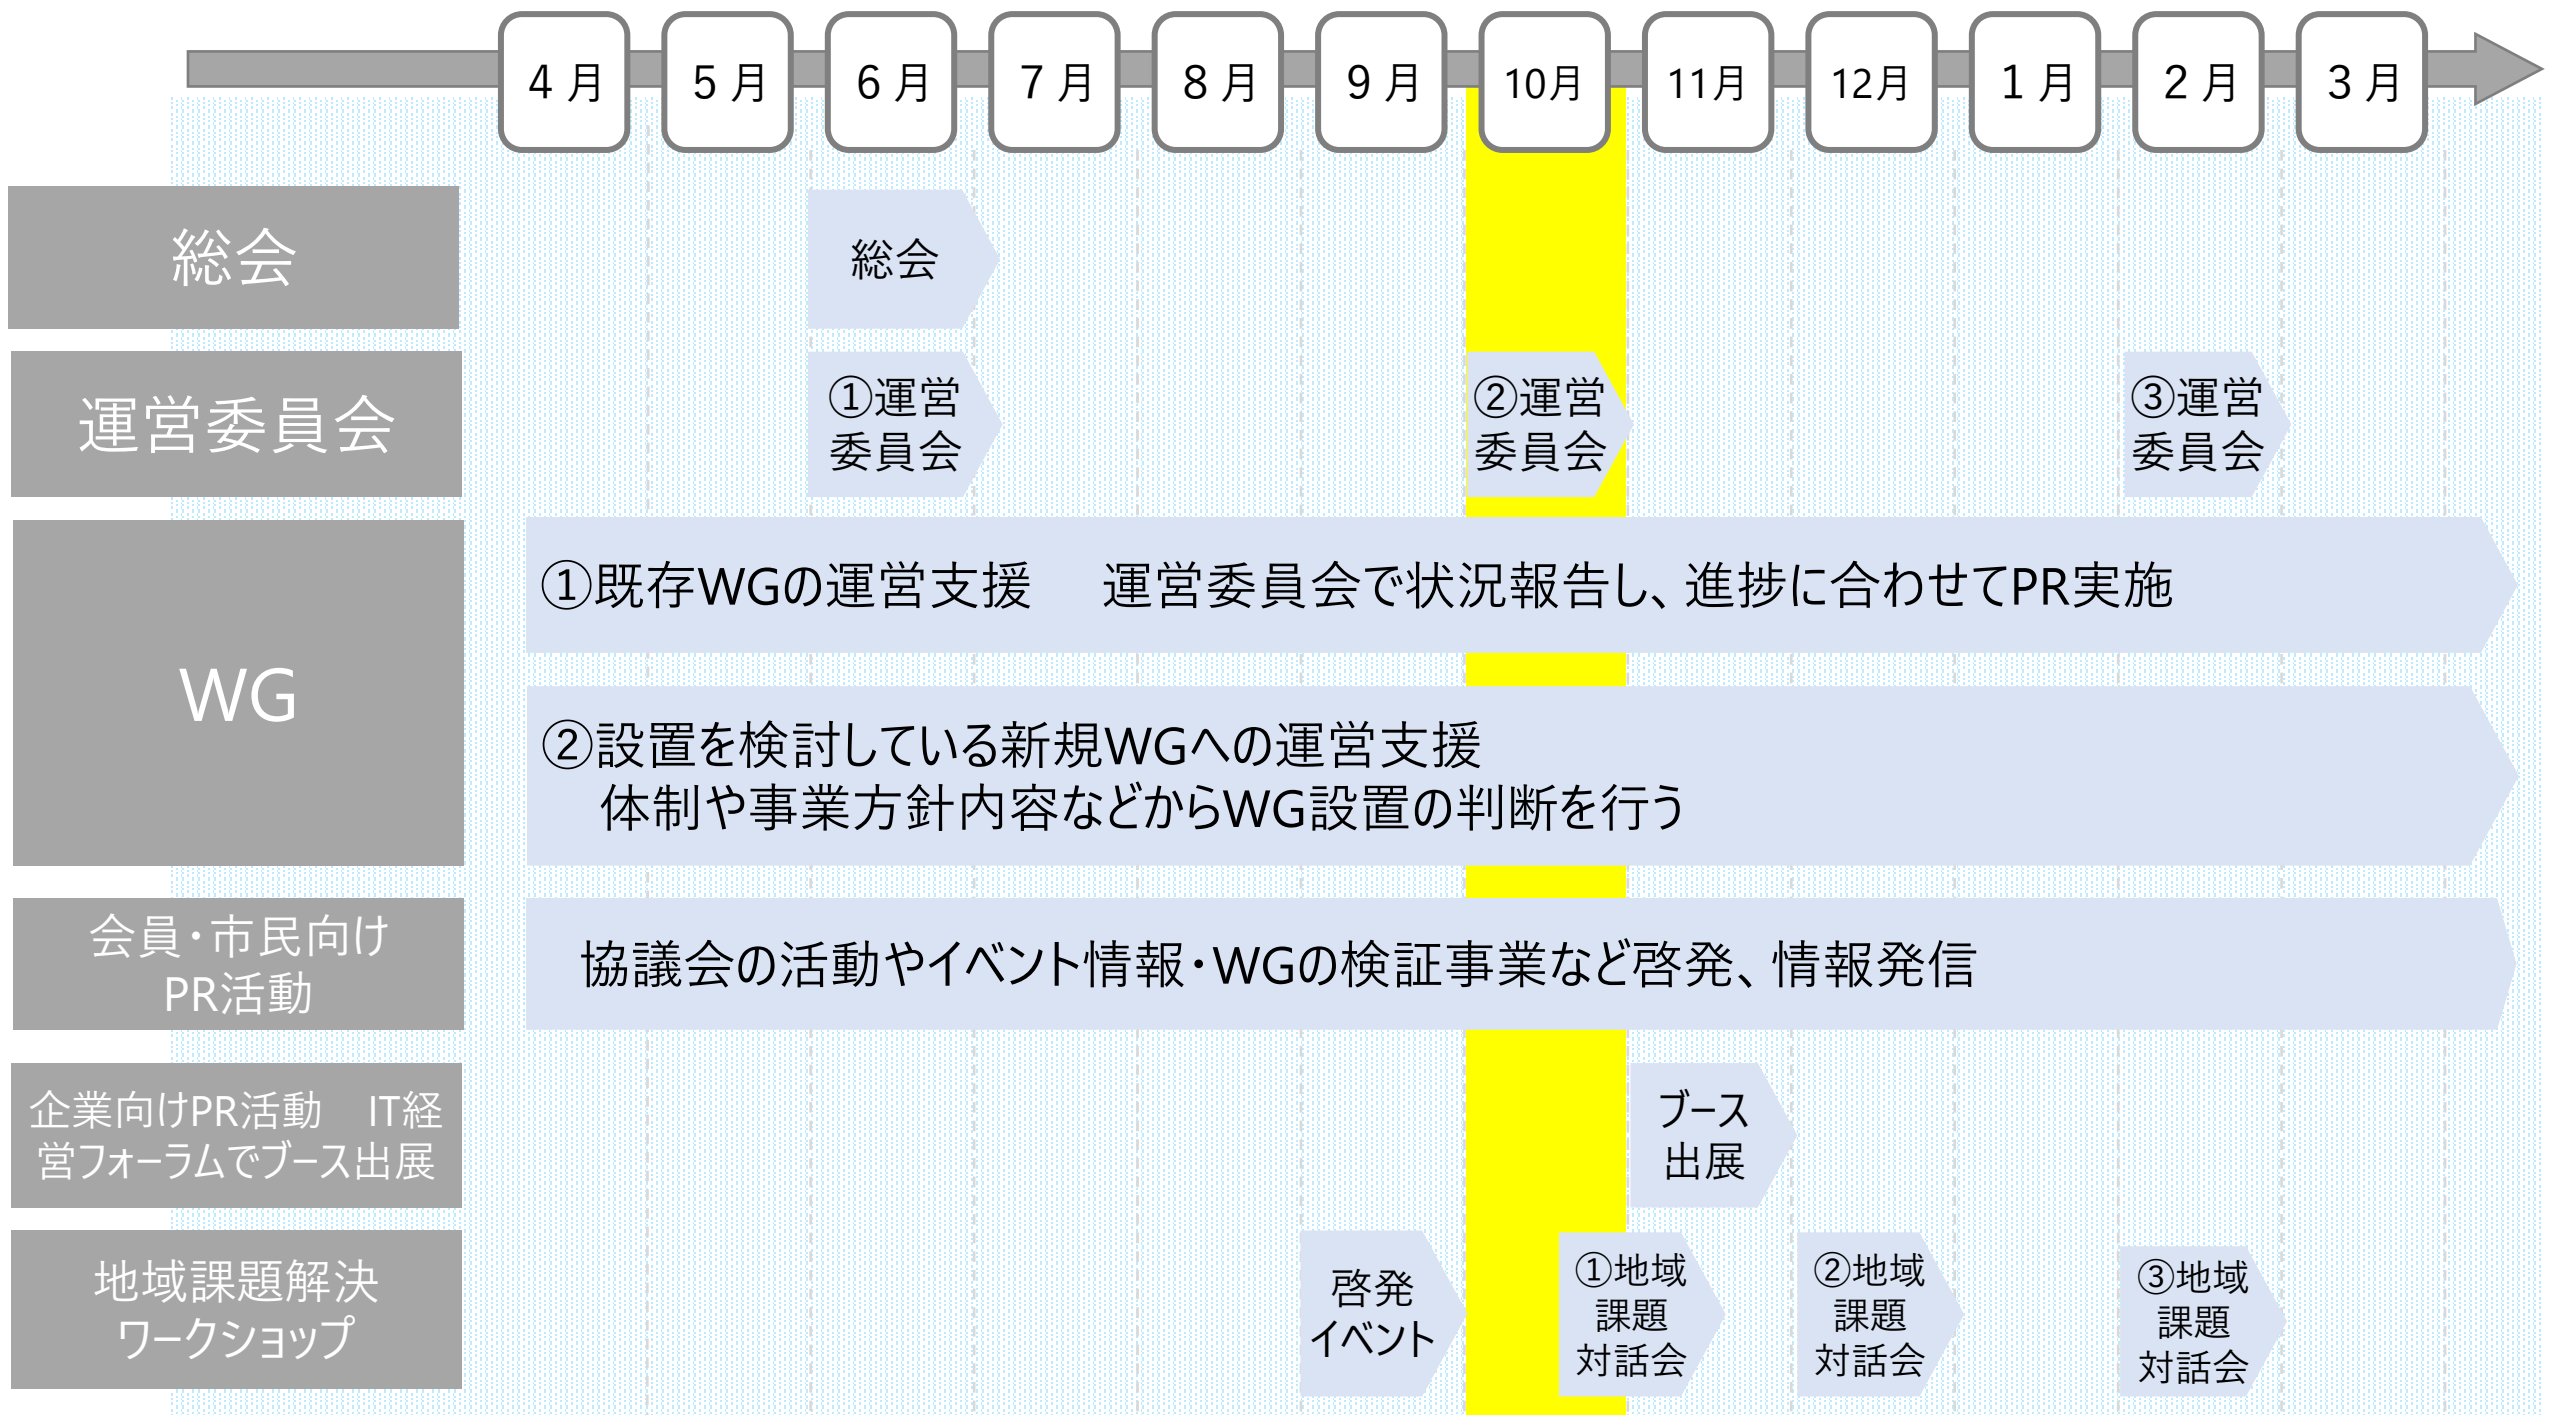 4月 5月 6月 7月 8月 9月 10月 11月 12月 1月 2月 3月
総会
総会
運営委員会
①運営
委員会
②運営
委員会
③運営
委員会
WG
①既存WGの運営支援　運営委員会で状況報告し、進捗に合わせてPR実施
②設置を検討している新規WGへの運営支援
体制や事業方針内容などからWG設置の判断を行う
会員・市民向け
PR活動
協議会の活動やイベント情報・WGの検証事業など啓発、情報発信
企業向けPR活動　IT経
営フォーラムでブース出展
ブース
出展
地域課題解決
ワークショップ
啓発
イベント
①地域
課題
対話会
②地域
課題
対話会
③地域
課題
対話会